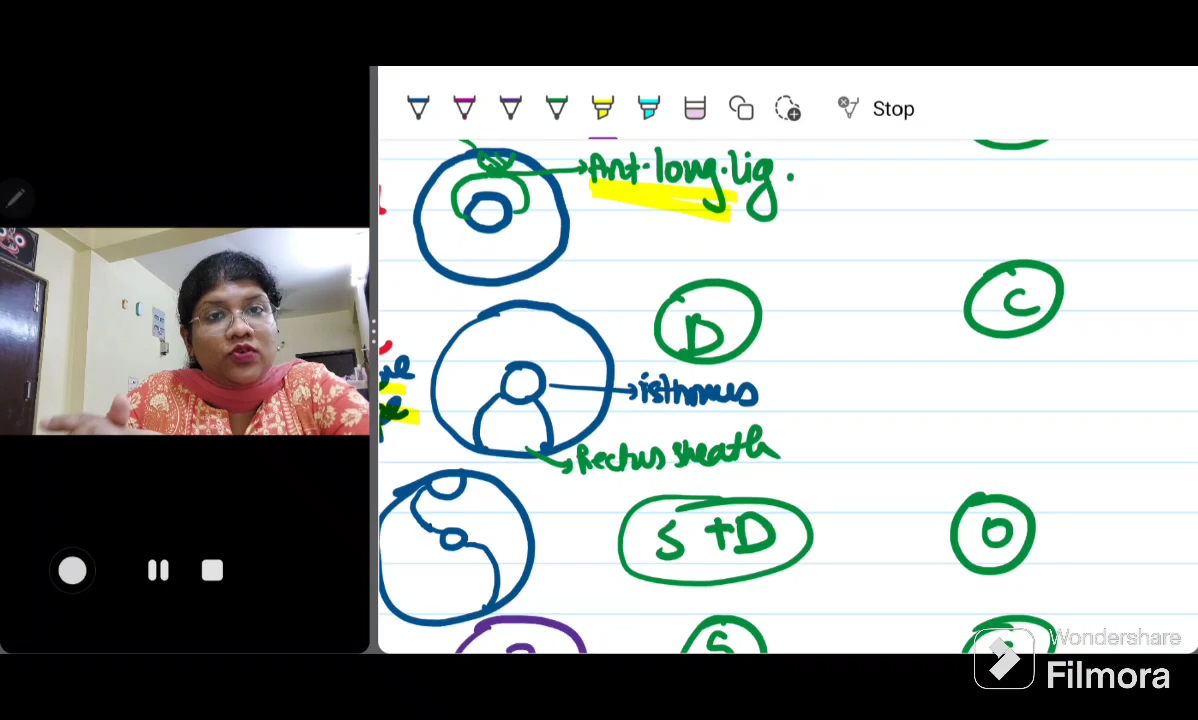 Stop
Ant. long. lig.
D
C
isthmus
Rectus sheath
S + D
O
S
Wondershare
Filmora